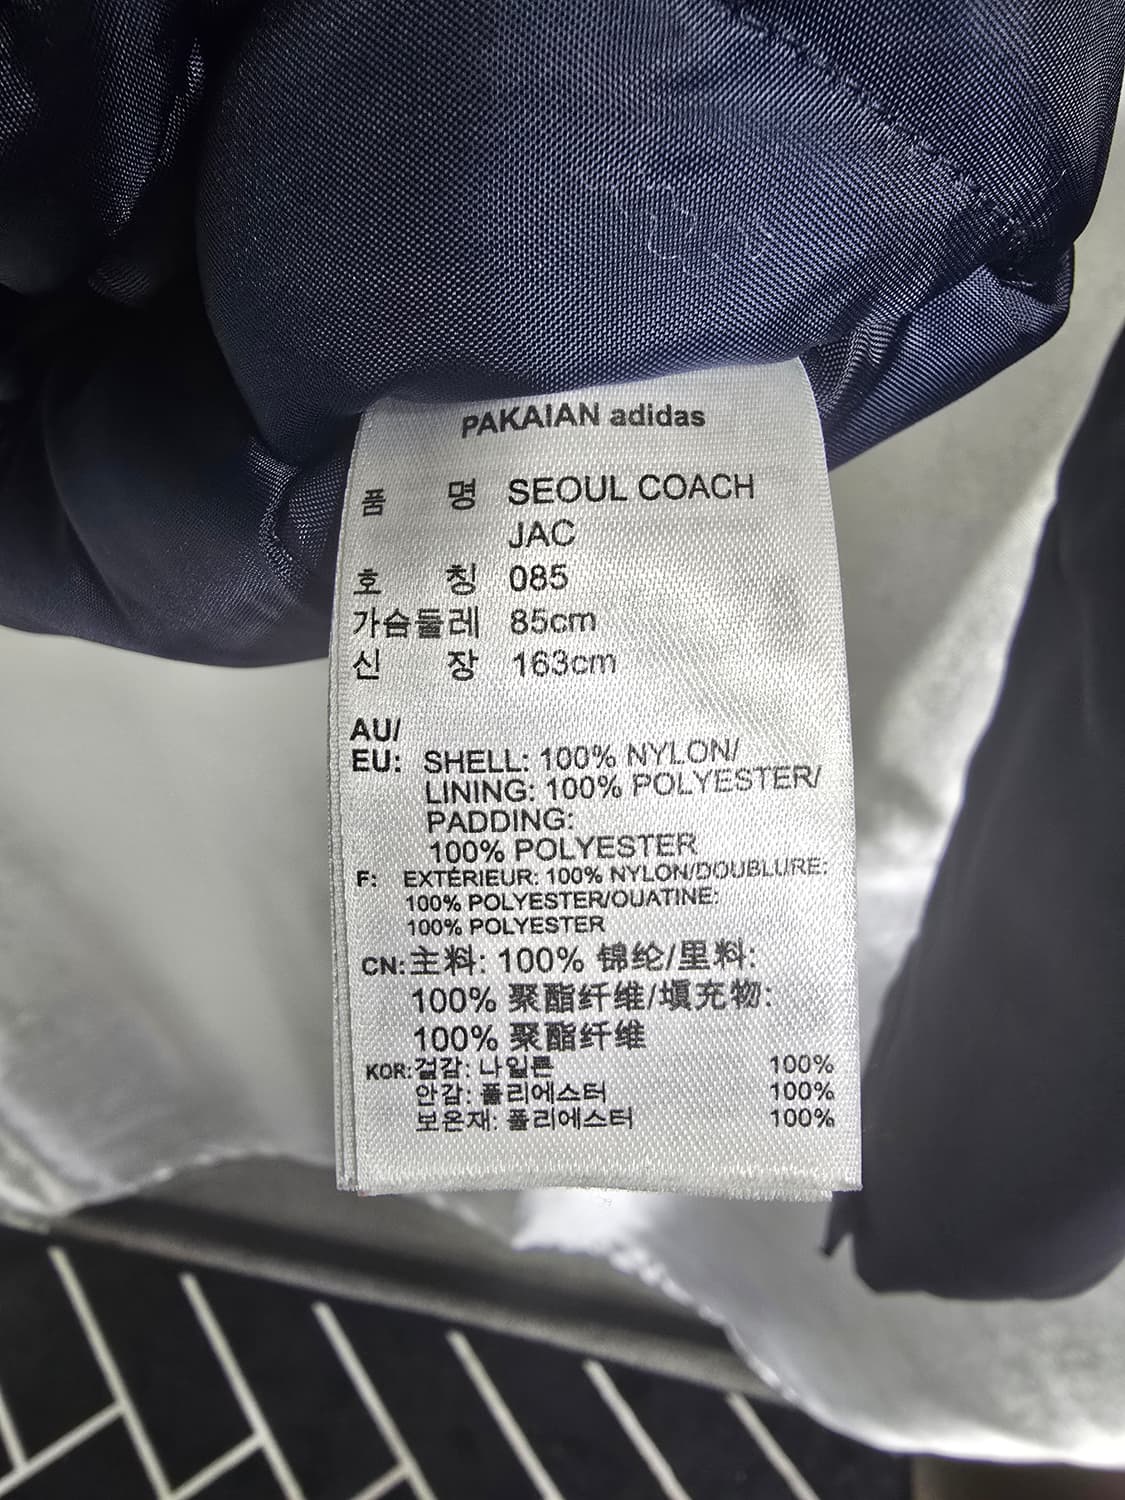 PAKAIAN adidas
품 명 SEOUL COACH
JAC
호 칭 085
가슴둘레 85cm
신 장 163cm
AU/
EU: SHELL: 100% NYLON/
LINING: 100% POLYESTER/
PADDING:
100% POLYESTER
F: EXTÉRIEUR: 100% NYLON/DOUBLURE:
100% POLYESTER/OUATINE:
100% POLYESTER
CN: 主料: 100% 锦纶/里料:
100% 聚酯纤维/填充物:
100% 聚酯纤维
KOR: 겉감: 나일론 100%
안감: 폴리에스터 100%
보온재: 폴리에스터 100%